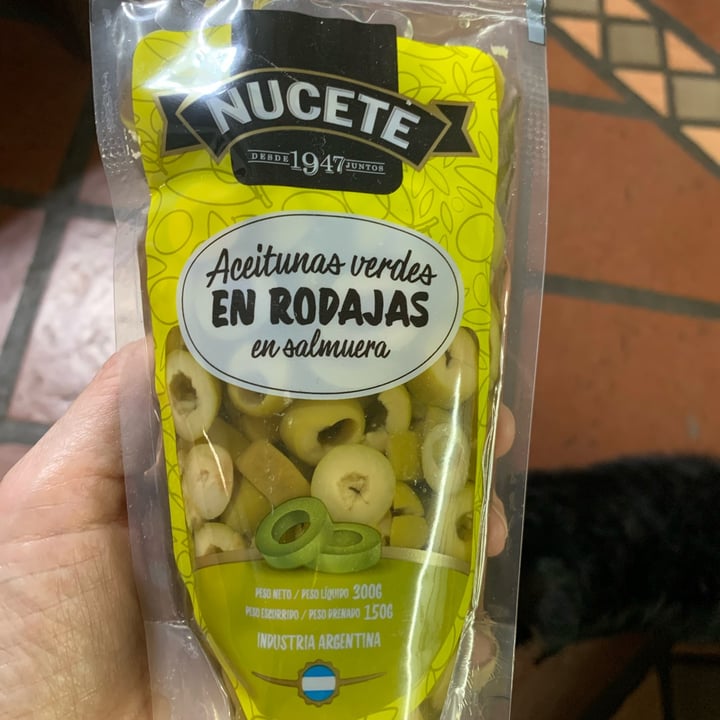 NUCETE
DESDE 1947 JUNTOS
Aceitunas verdes
EN RODAJAS
en salmuera
PESO NETO / PESO LÍQUIDO 300G
PESO ESCURRIDO / PESO DRENADO 150G
INDUSTRIA ARGENTINA